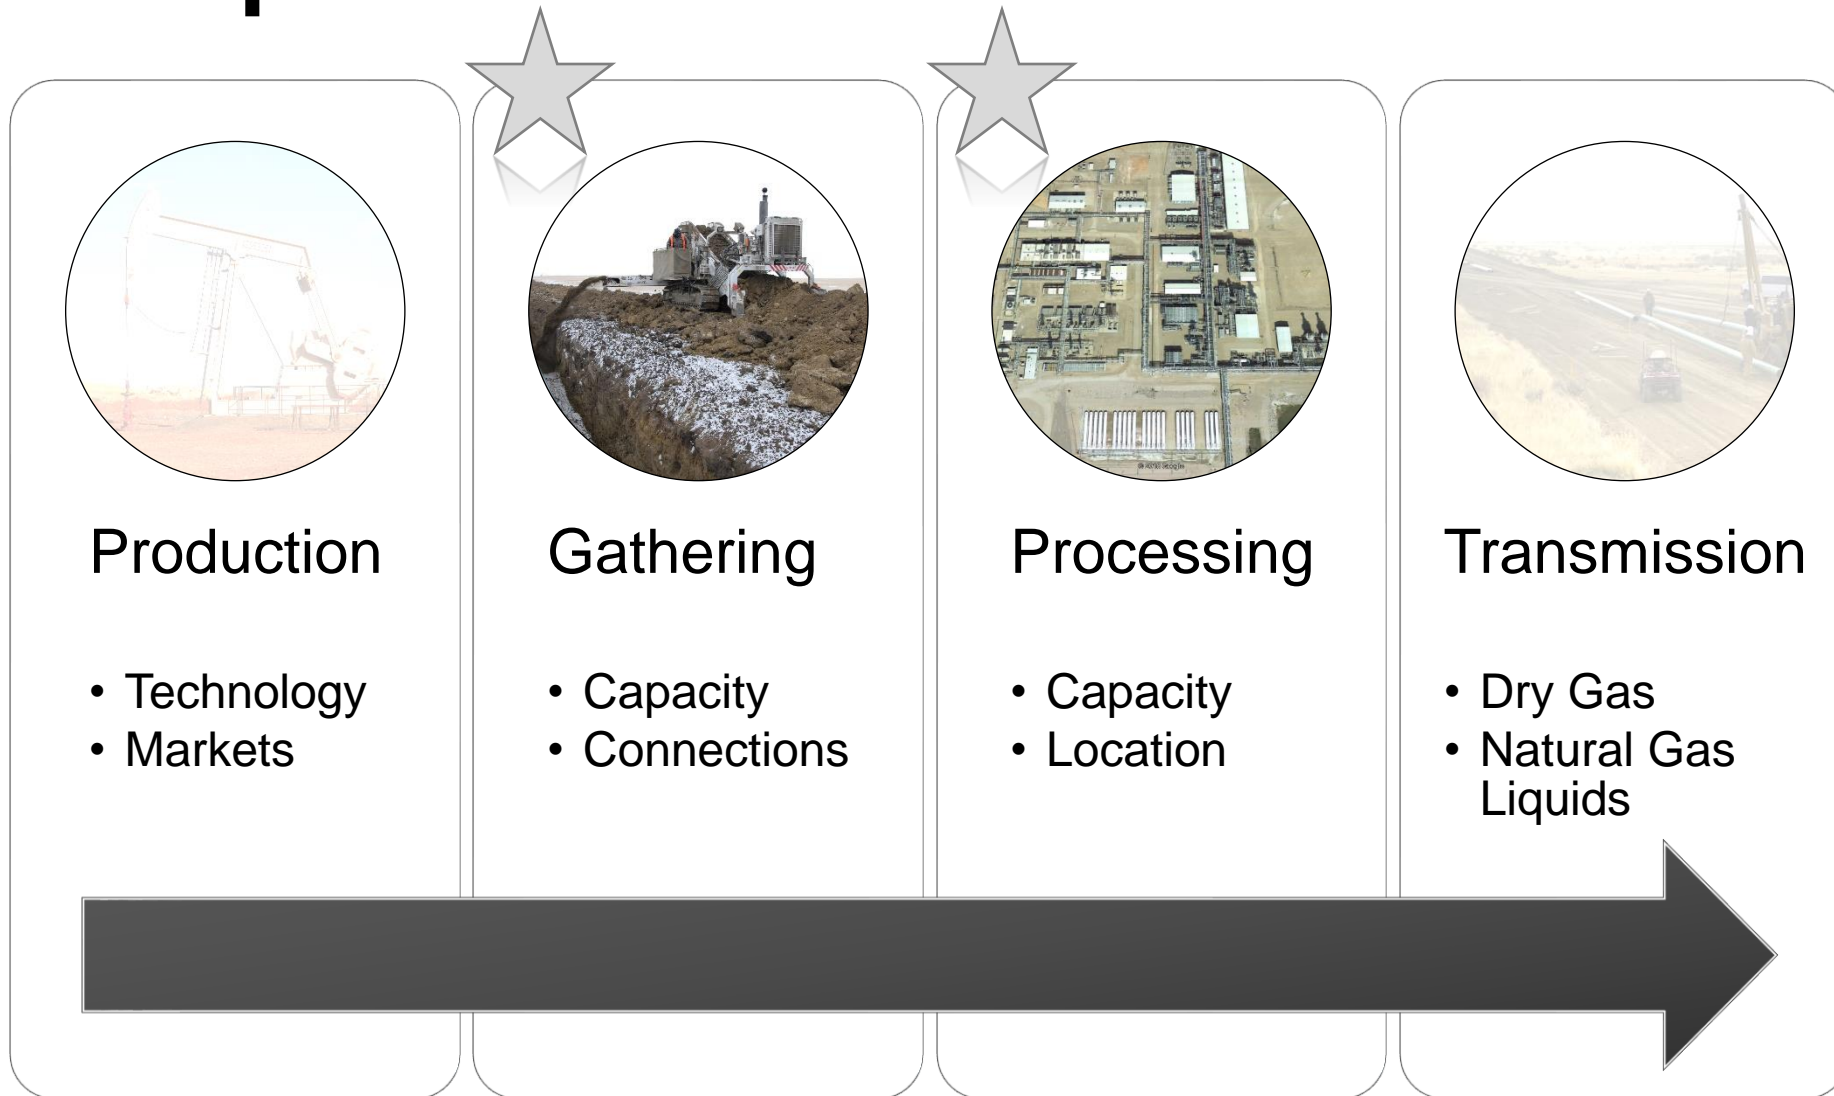 Production
• Technology
• Markets
Gathering
• Capacity
• Connections
Processing
• Capacity
• Location
Transmission
• Dry Gas
• Natural Gas
Liquids